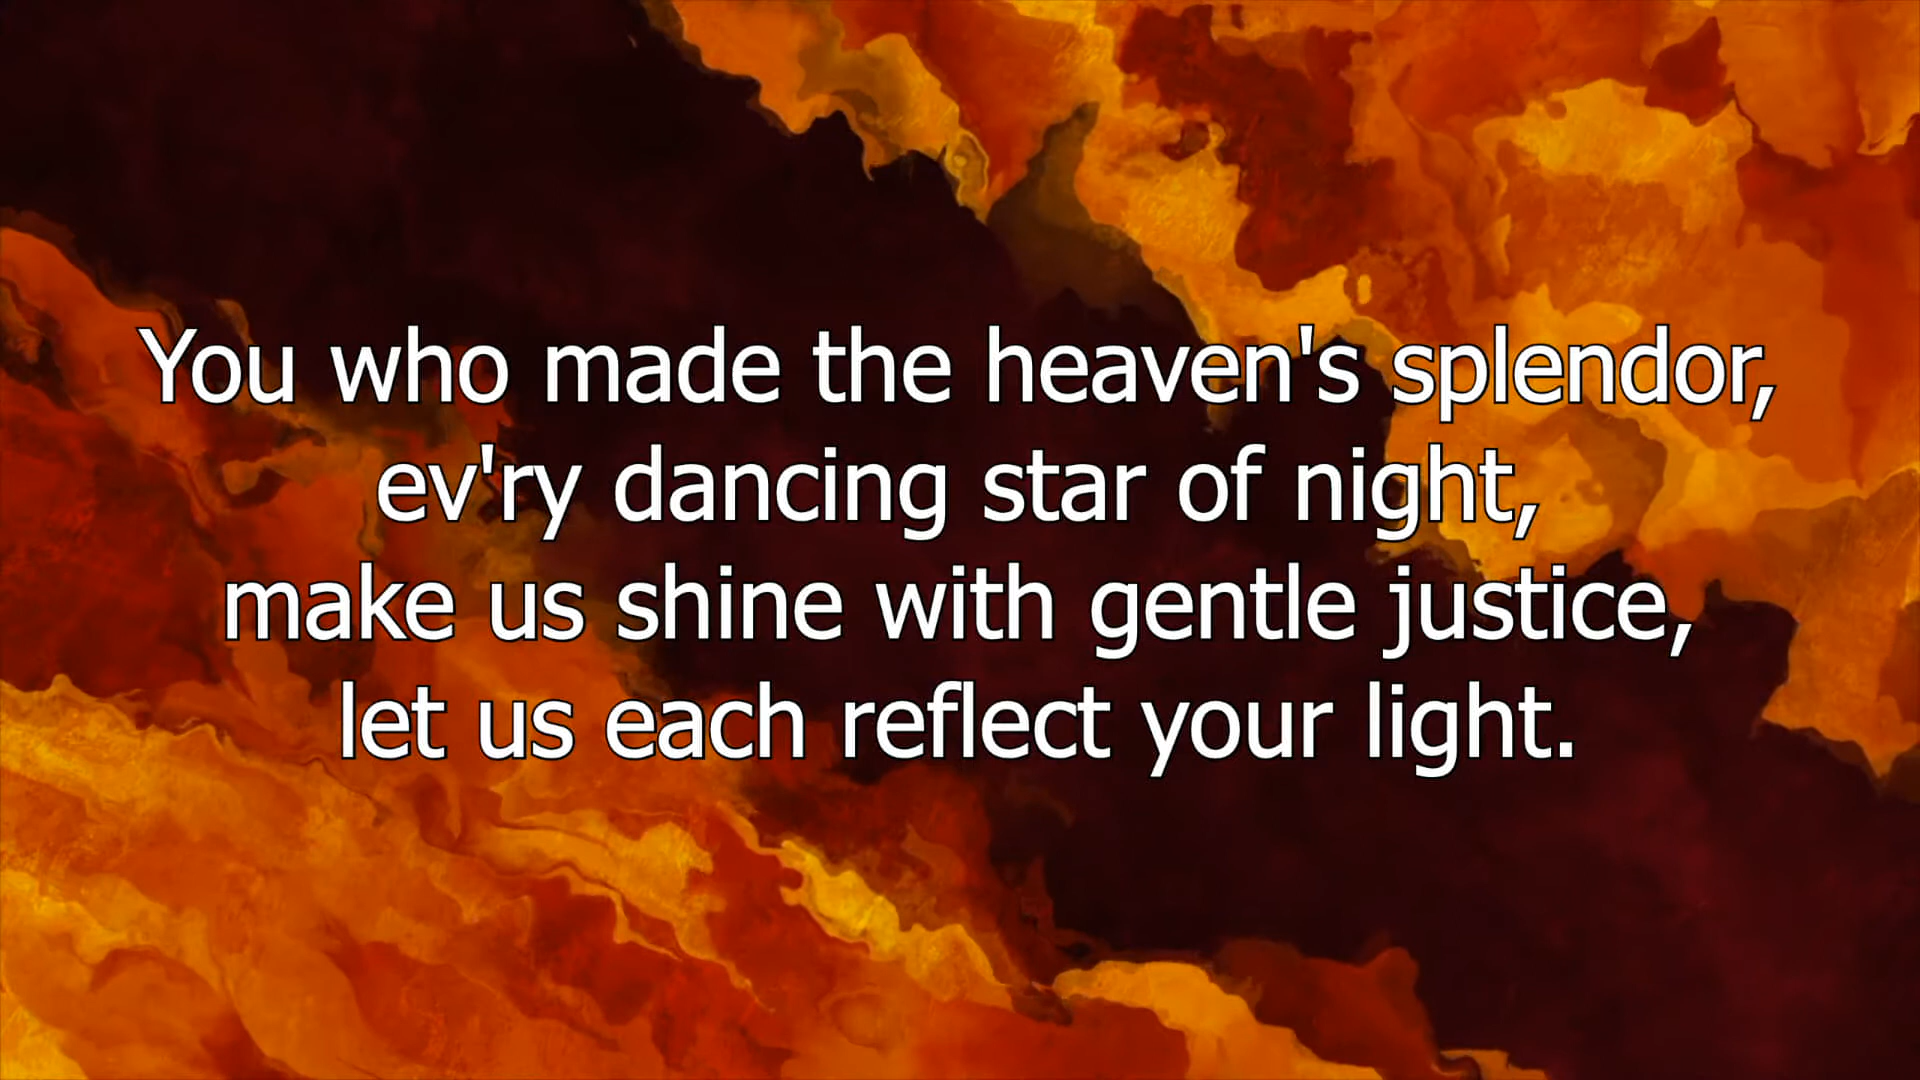 You who made the heaven's splendor,
ev'ry dancing star of night,
make us shine with gentle justice,
let us each reflect your light.